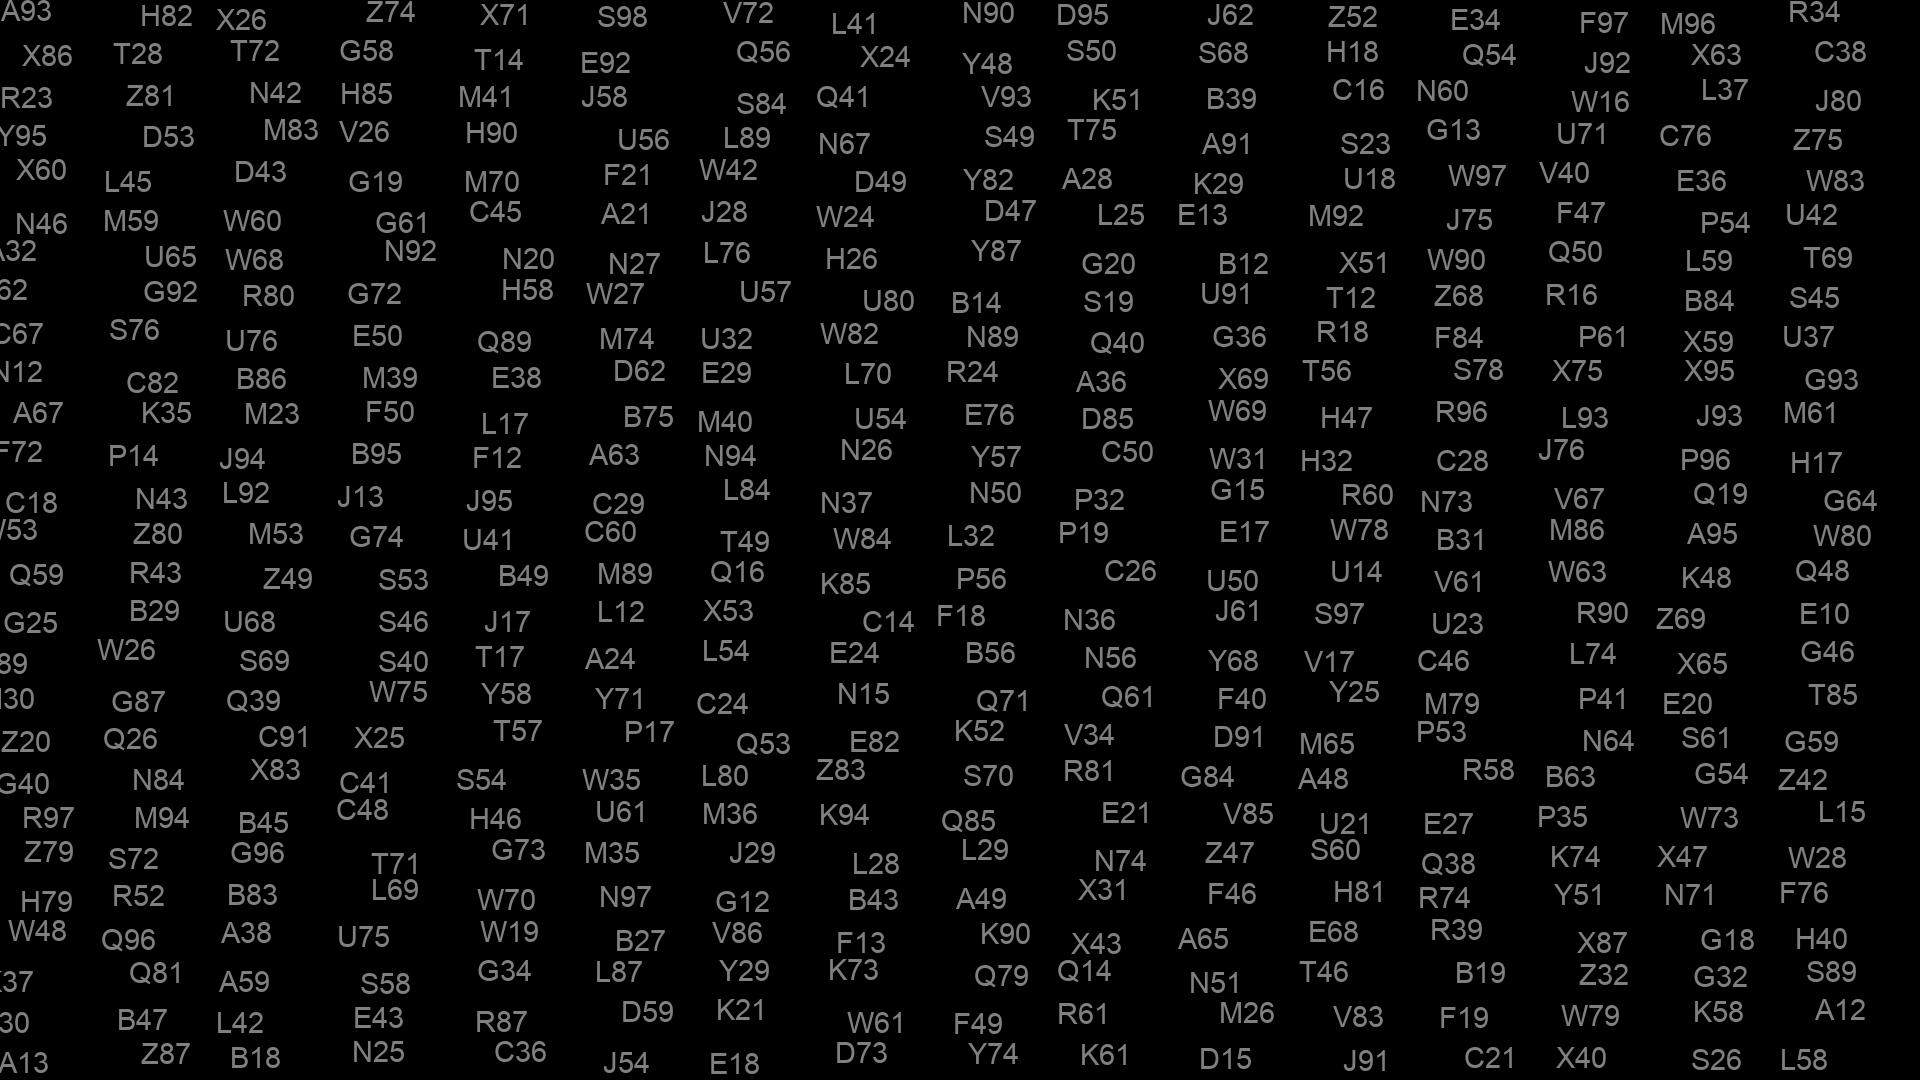 A93 H82 X26 Z74 X71 S98 V72 L41 N90 D95 J62 Z52 E34 F97 M96 R34
X86 T28 T72 G58 T14 E92 Q56 X24 Y48 S50 S68 H18 Q54 J92 X63 C38
R23 Z81 N42 H85 M41 J58 S84 Q41 V93 K51 B39 C16 N60 W16 L37 J80
Y95 D53 M83 V26 H90 U56 L89 N67 S49 T75 A91 S23 G13 U71 C76 Z75
X60 L45 D43 G19 M70 F21 W42 D49 Y82 A28 K29 U18 W97 V40 E36 W83
N46 M59 W60 G61 C45 A21 J28 W24 D47 L25 E13 M92 J75 F47 P54 U42
A32 U65 W68 N92 N20 N27 L76 H26 Y87 G20 B12 X51 W90 Q50 L59 T69
62 G92 R80 G72 H58 W27 U57 U80 B14 S19 U91 T12 Z68 R16 B84 S45
C67 S76 U76 E50 Q89 M74 U32 W82 N89 Q40 G36 R18 F84 P61 X59 U37
N12 C82 B86 M39 E38 D62 E29 L70 R24 A36 X69 T56 S78 X75 X95 G93
A67 K35 M23 F50 L17 B75 M40 U54 E76 D85 W69 H47 R96 L93 J93 M61
F72 P14 J94 B95 F12 A63 N94 N26 Y57 C50 W31 H32 C28 J76 P96 H17
C18 N43 L92 J13 J95 C29 L84 N37 N50 P32 G15 R60 N73 V67 Q19 G64
W53 Z80 M53 G74 U41 C60 T49 W84 L32 P19 E17 W78 B31 M86 A95 W80
Q59 R43 Z49 S53 B49 M89 Q16 K85 P56 C26 U50 U14 V61 W63 K48 Q48
G25 B29 U68 S46 J17 L12 X53 C14 F18 N36 J61 S97 U23 R90 Z69 E10
89 W26 S69 S40 T17 A24 L54 E24 B56 N56 Y68 V17 C46 L74 X65 G46
30 G87 Q39 W75 Y58 Y71 C24 N15 Q71 Q61 F40 Y25 M79 P41 E20 T85
Z20 Q26 C91 X25 T57 P17 Q53 E82 K52 V34 D91 M65 P53 N64 S61 G59
G40 N84 X83 C41 S54 W35 L80 Z83 S70 R81 G84 A48 R58 B63 G54 Z42
R97 M94 B45 C48 H46 U61 M36 K94 Q85 E21 V85 U21 E27 P35 W73 L15
Z79 S72 G96 T71 G73 M35 J29 L28 L29 N74 Z47 S60 Q38 K74 X47 W28
H79 R52 B83 L69 W70 N97 G12 B43 A49 X31 F46 H81 R74 Y51 N71 F76
W48 Q96 A38 U75 W19 B27 V86 F13 K90 X43 A65 E68 R39 X87 G18 H40
37 Q81 A59 S58 G34 L87 Y29 K73 Q79 Q14 N51 T46 B19 Z32 G32 S89
30 B47 L42 E43 R87 D59 K21 W61 F49 R61 M26 V83 F19 W79 K58 A12
A13 Z87 B18 N25 C36 J54 E18 D73 Y74 K61 D15 J91 C21 X40 S26 L58